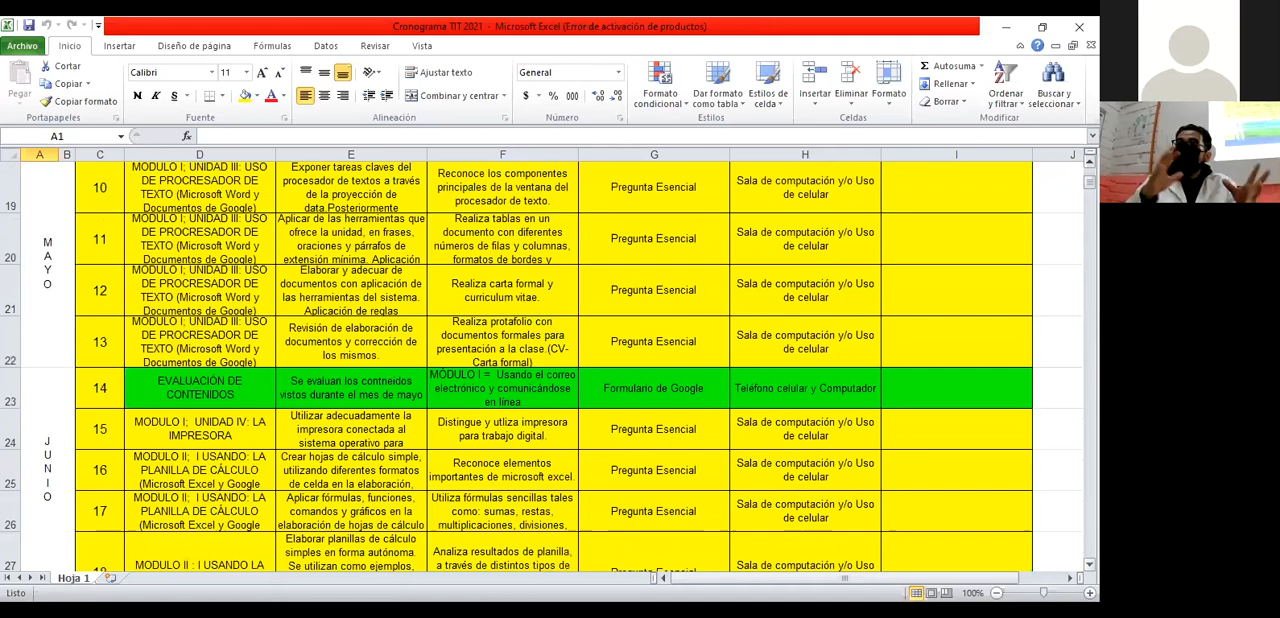 Cronograma TIT 2021 - Microsoft Excel (Error de activación de productos)
Archivo Inicio Insertar Diseño de página Fórmulas Datos Revisar Vista
Pegar
Cortar
Copiar
Copiar formato
Portapapeles
Calibri 11
N K S
Fuente
Ajustar texto
Combinar y centrar
Alineación
General
$ % 000
Número
Formato condicional
Dar formato como tabla
Estilos de celda
Estilos
Insertar Eliminar Formato
Celdas
Autosuma
Rellenar
Borrar
Ordenar y filtrar
Buscar y seleccionar
Modificar
A1 fx
A B C D E F G H I J
MAYO
19
10
MODULO I; UNIDAD III: USO
DE PROCESADOR DE
TEXTO (Microsoft Word y
Documentos de Google)
Exponer tareas claves del
procesador de textos a través
de la proyección de
data Posteriormente
Reconoce los componentes
principales de la ventana del
procesador de texto.
Pregunta Esencial
Sala de computación y/o Uso
de celular
20
11
MODULO I; UNIDAD III: USO
DE PROCESADOR DE
TEXTO (Microsoft Word y
Documentos de Google)
Aplicar de las herramientas que
ofrece la unidad, en frases,
oraciones y párrafos de
extensión mínima. Aplicación
Realiza tablas en un
documento con diferentes
números de filas y columnas,
formatos de bordes y
Pregunta Esencial
Sala de computación y/o Uso
de celular
21
12
MODULO I; UNIDAD III: USO
DE PROCESADOR DE
TEXTO (Microsoft Word y
Documentos de Google)
Elaborar y adecuar de
documentos con aplicación de
las herramientas del sistema.
Aplicación de reglas
Realiza carta formal y
curriculum vitae.
Pregunta Esencial
Sala de computación y/o Uso
de celular
22
13
MODULO I; UNIDAD III: USO
DE PROCESADOR DE
TEXTO (Microsoft Word y
Documentos de Google)
Revisión de elaboración de
documentos y corrección de
los mismos.
Realiza protafolio con
documentos formales para
presentación a la clase.(CV-
Carta formal)
Pregunta Esencial
Sala de computación y/o Uso
de celular
JUNIO
23
14
EVALUACIÓN DE
CONTENIDOS
Se evaluan los contneidos
vistos durante el mes de mayo
MÓDULO I = Usando el correo
electrónico y comunicándose
en línea
Formulario de Google
Teléfono celular y Computador
24
15
MODULO I; UNIDAD IV: LA
IMPRESORA
Utilizar adecuadamente la
impresora conectada al
sistema operativo para
Distingue y utliza impresora
para trabajo digital.
Pregunta Esencial
Sala de computación y/o Uso
de celular
25
16
MODULO II; I USANDO: LA
PLANILLA DE CÁLCULO
(Microsoft Excel y Google
Crear hojas de cálculo simple,
utilizando diferentes formatos
de celda en la elaboración,
Reconoce elementos
importantes de microsoft excel.
Pregunta Esencial
Sala de computación y/o Uso
de celular
26
17
MODULO II; I USANDO: LA
PLANILLA DE CÁLCULO
(Microsoft Excel y Google
Aplicar fórmulas, funciones,
comandos y gráficos en la
elaboración de hojas de cálculo
Utiliza fórmulas sencillas tales
como: sumas, restas,
multiplicaciones, divisiones,
Pregunta Esencial
Sala de computación y/o Uso
de celular
27
18
MODULO II : I USANDO LA
Elaborar planillas de cálculo
simples en forma autónoma.
Se utilizan como ejemplos,
Analiza resultados de planilla,
a través de distintos tipos de
Pregunta Esencial
Sala de computación y/o Uso
de celular
Hoja 1
Listo 100%